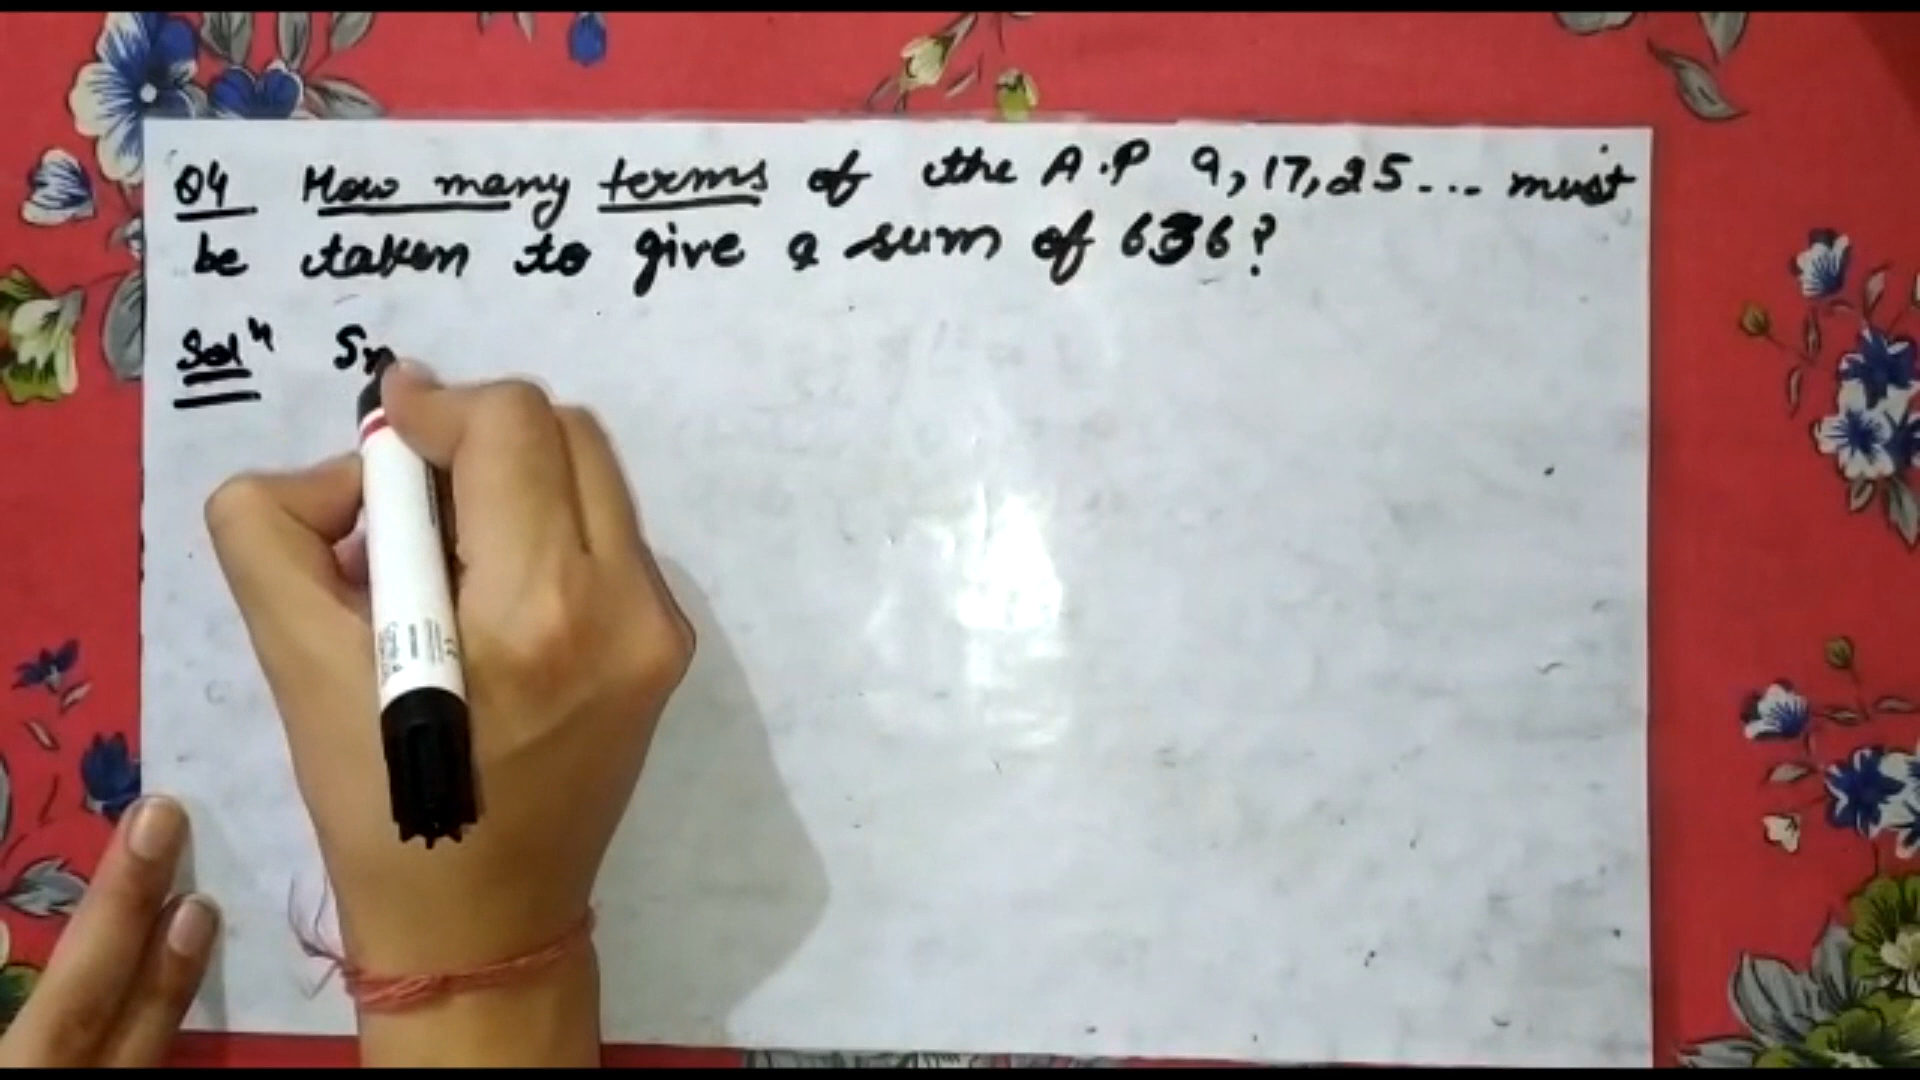 Q4 How many terms of the A.P 9, 17, 25... must
be taken to give a sum of 636?
Solⁿ Sn